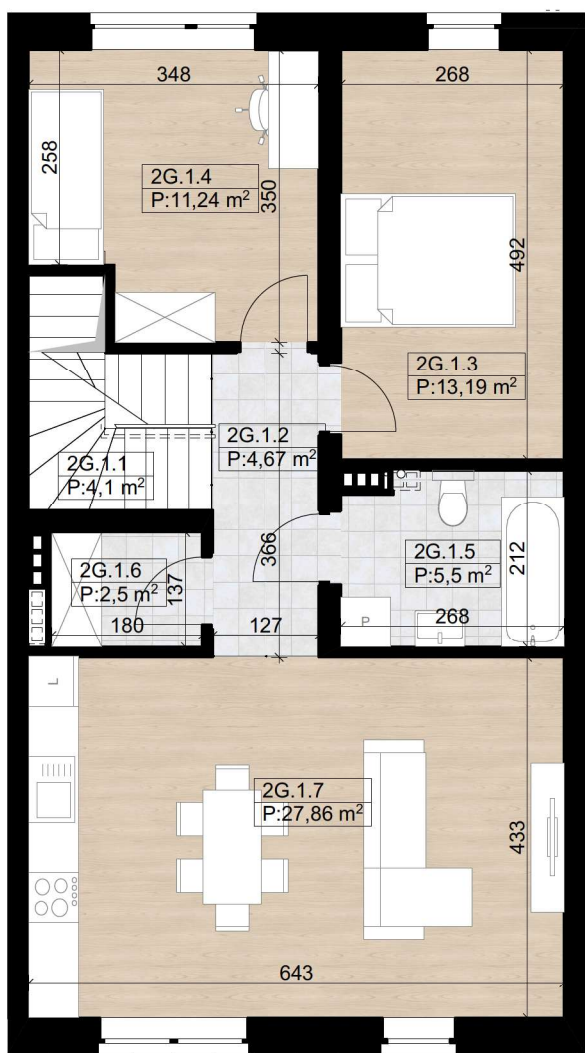 348
268
258
2G.1.4
P:11,24 m²
350
492
2G.1.3
P:13,19 m²
2G.1.2
P:4,67 m²
2G.1.1
P:4,1 m²
366
2G.1.6
P:2,5 m²
137
180
127
2G.1.5
P:5,5 m²
212
P
268
L
2G.1.7
P:27,86 m²
433
643